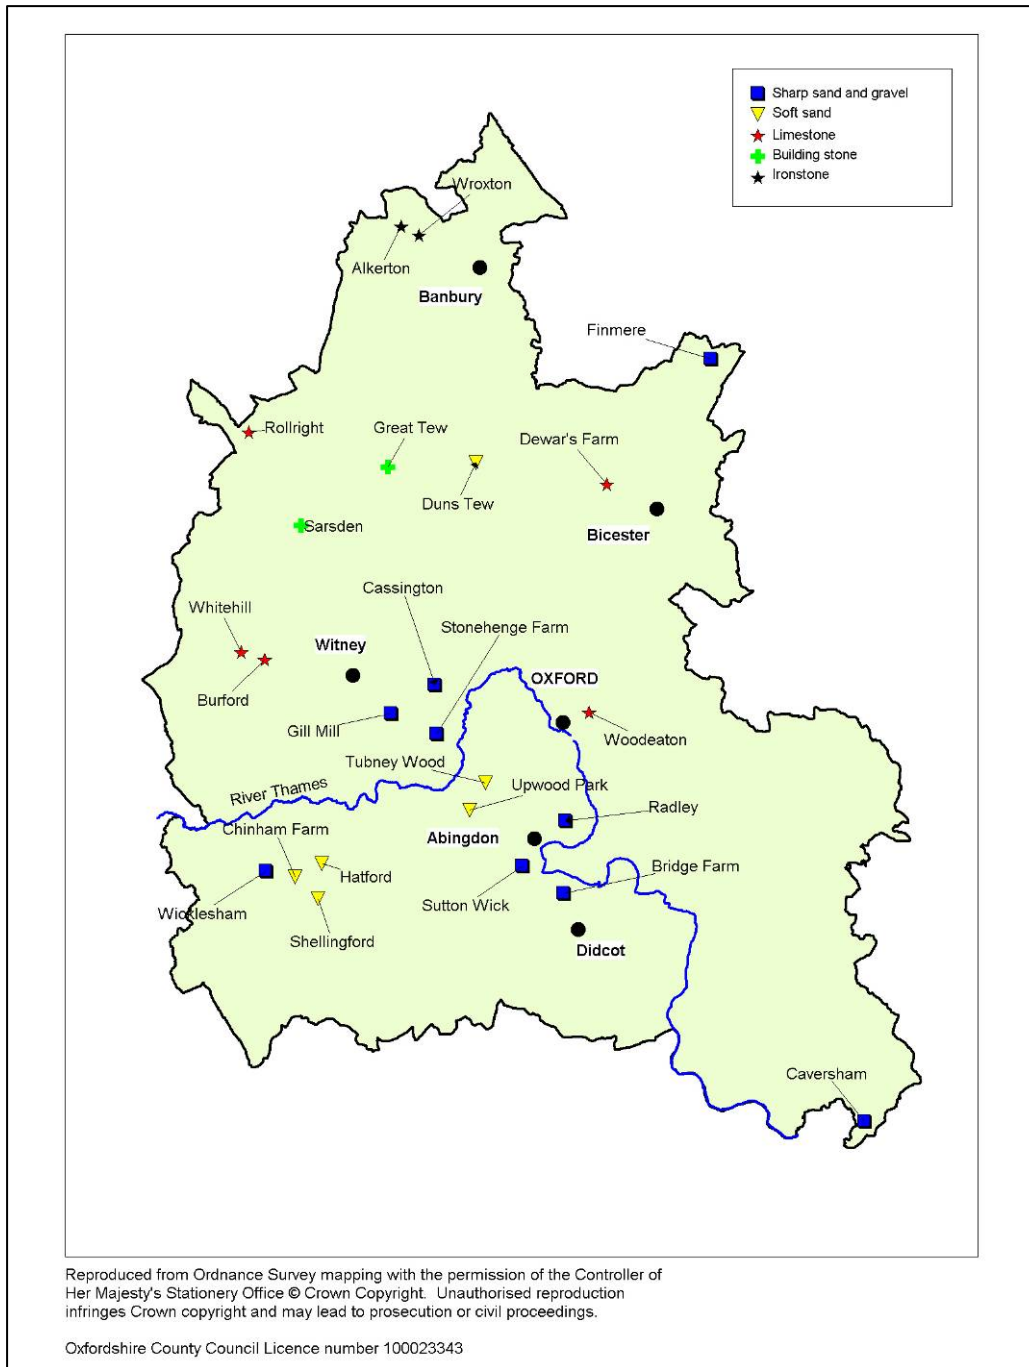 Sharp sand and gravel
Soft sand
Limestone
Building stone
Ironstone
Wroxton
Alkerton
Banbury
Finmere
Rollright
Great Tew
Dewar's Farm
Duns Tew
Sarsden
Bicester
Cassington
Whitehill
Stonehenge Farm
Witney
OXFORD
Burford
Gill Mill
Woodeaton
Tubney Wood
Upwood Park
River Thames
Radley
Chinham Farm
Abingdon
Bridge Farm
Hatford
Sutton Wick
Wicklesham
Shellingford
Didcot
Caversham
Reproduced from Ordnance Survey mapping with the permission of the Controller of
Her Majesty's Stationery Office © Crown Copyright. Unauthorised reproduction
infringes Crown copyright and may lead to prosecution or civil proceedings.
Oxfordshire County Council Licence number 100023343